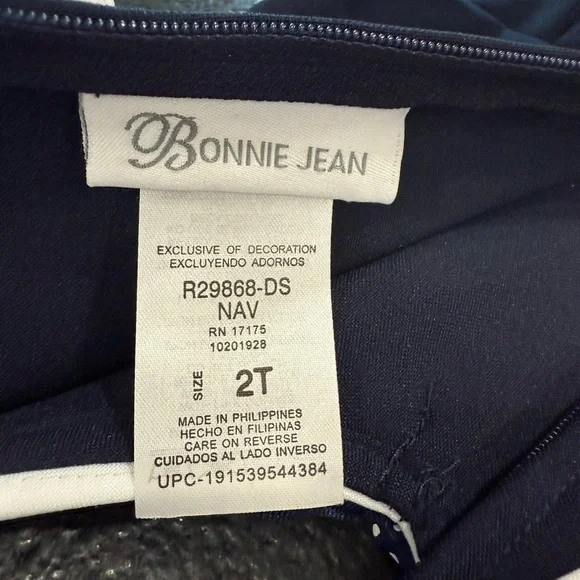 BONNIE JEAN
EXCLUSIVE OF DECORATION
EXCLUYENDO ADORNOS
R29868-DS
NAV
RN 17175
10201928
SIZE 2T
MADE IN PHILIPPINES
HECHO EN FILIPINAS
CARE ON REVERSE
CUIDADOS AL LADO INVERSO
UPC-191539544384